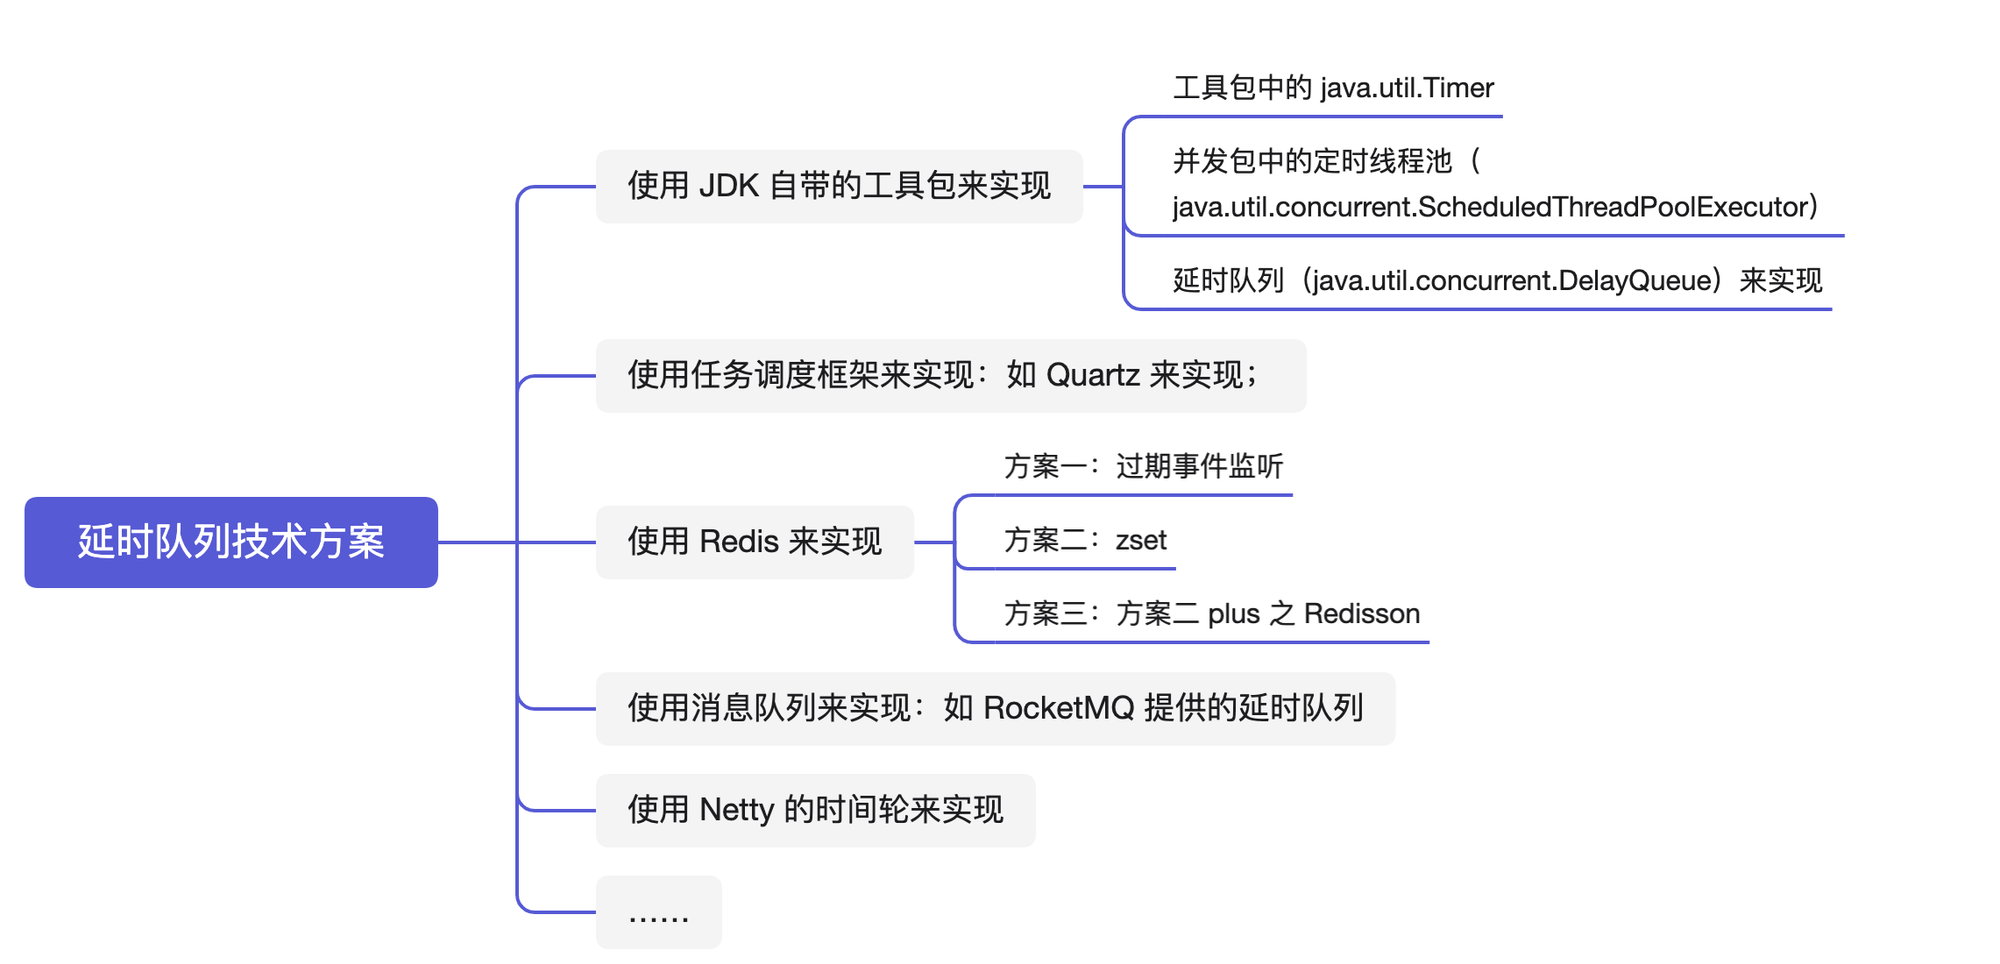 延时队列技术方案
使用 JDK 自带的工具包来实现
工具包中的 java.util.Timer
并发包中的定时线程池（
java.util.concurrent.ScheduledThreadPoolExecutor）
延时队列（java.util.concurrent.DelayQueue）来实现
使用任务调度框架来实现：如 Quartz 来实现；
使用 Redis 来实现
方案一：过期事件监听
方案二：zset
方案三：方案二 plus 之 Redisson
使用消息队列来实现：如 RocketMQ 提供的延时队列
使用 Netty 的时间轮来实现
……